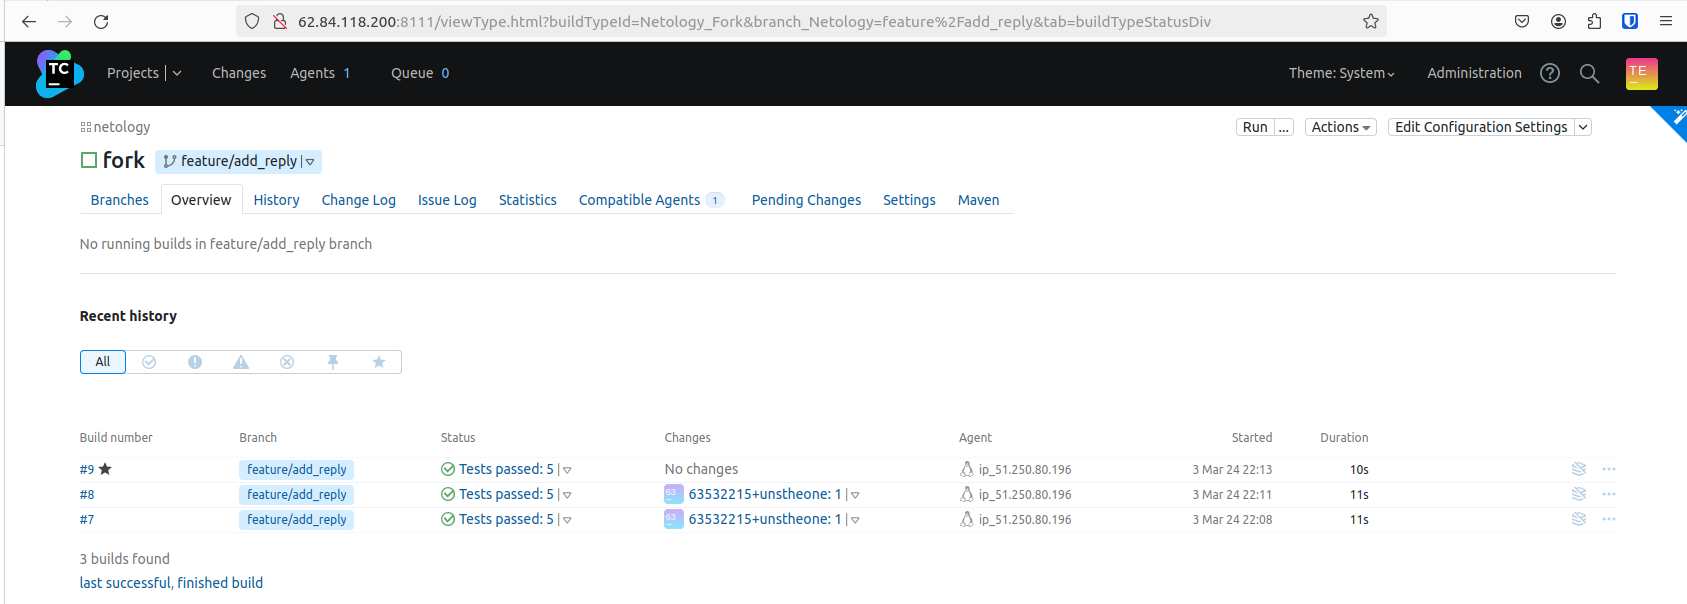 62.84.118.200:8111/viewType.html?buildTypeId=Netology_Fork&branch_Netology=feature%2Fadd_reply&tab=buildTypeStatusDiv
TC Projects Changes Agents 1 Queue 0 Theme: System Administration TE
netology Run ... Actions Edit Configuration Settings
fork feature/add_reply
Branches Overview History Change Log Issue Log Statistics Compatible Agents 1 Pending Changes Settings Maven
No running builds in feature/add_reply branch
Recent history
All
Build number Branch Status Changes Agent Started Duration
#9 feature/add_reply Tests passed: 5 No changes ip_51.250.80.196 3 Mar 24 22:13 10s
#8 feature/add_reply Tests passed: 5 63 63532215+unstheone: 1 ip_51.250.80.196 3 Mar 24 22:11 11s
#7 feature/add_reply Tests passed: 5 63 63532215+unstheone: 1 ip_51.250.80.196 3 Mar 24 22:08 11s
3 builds found
last successful, finished build